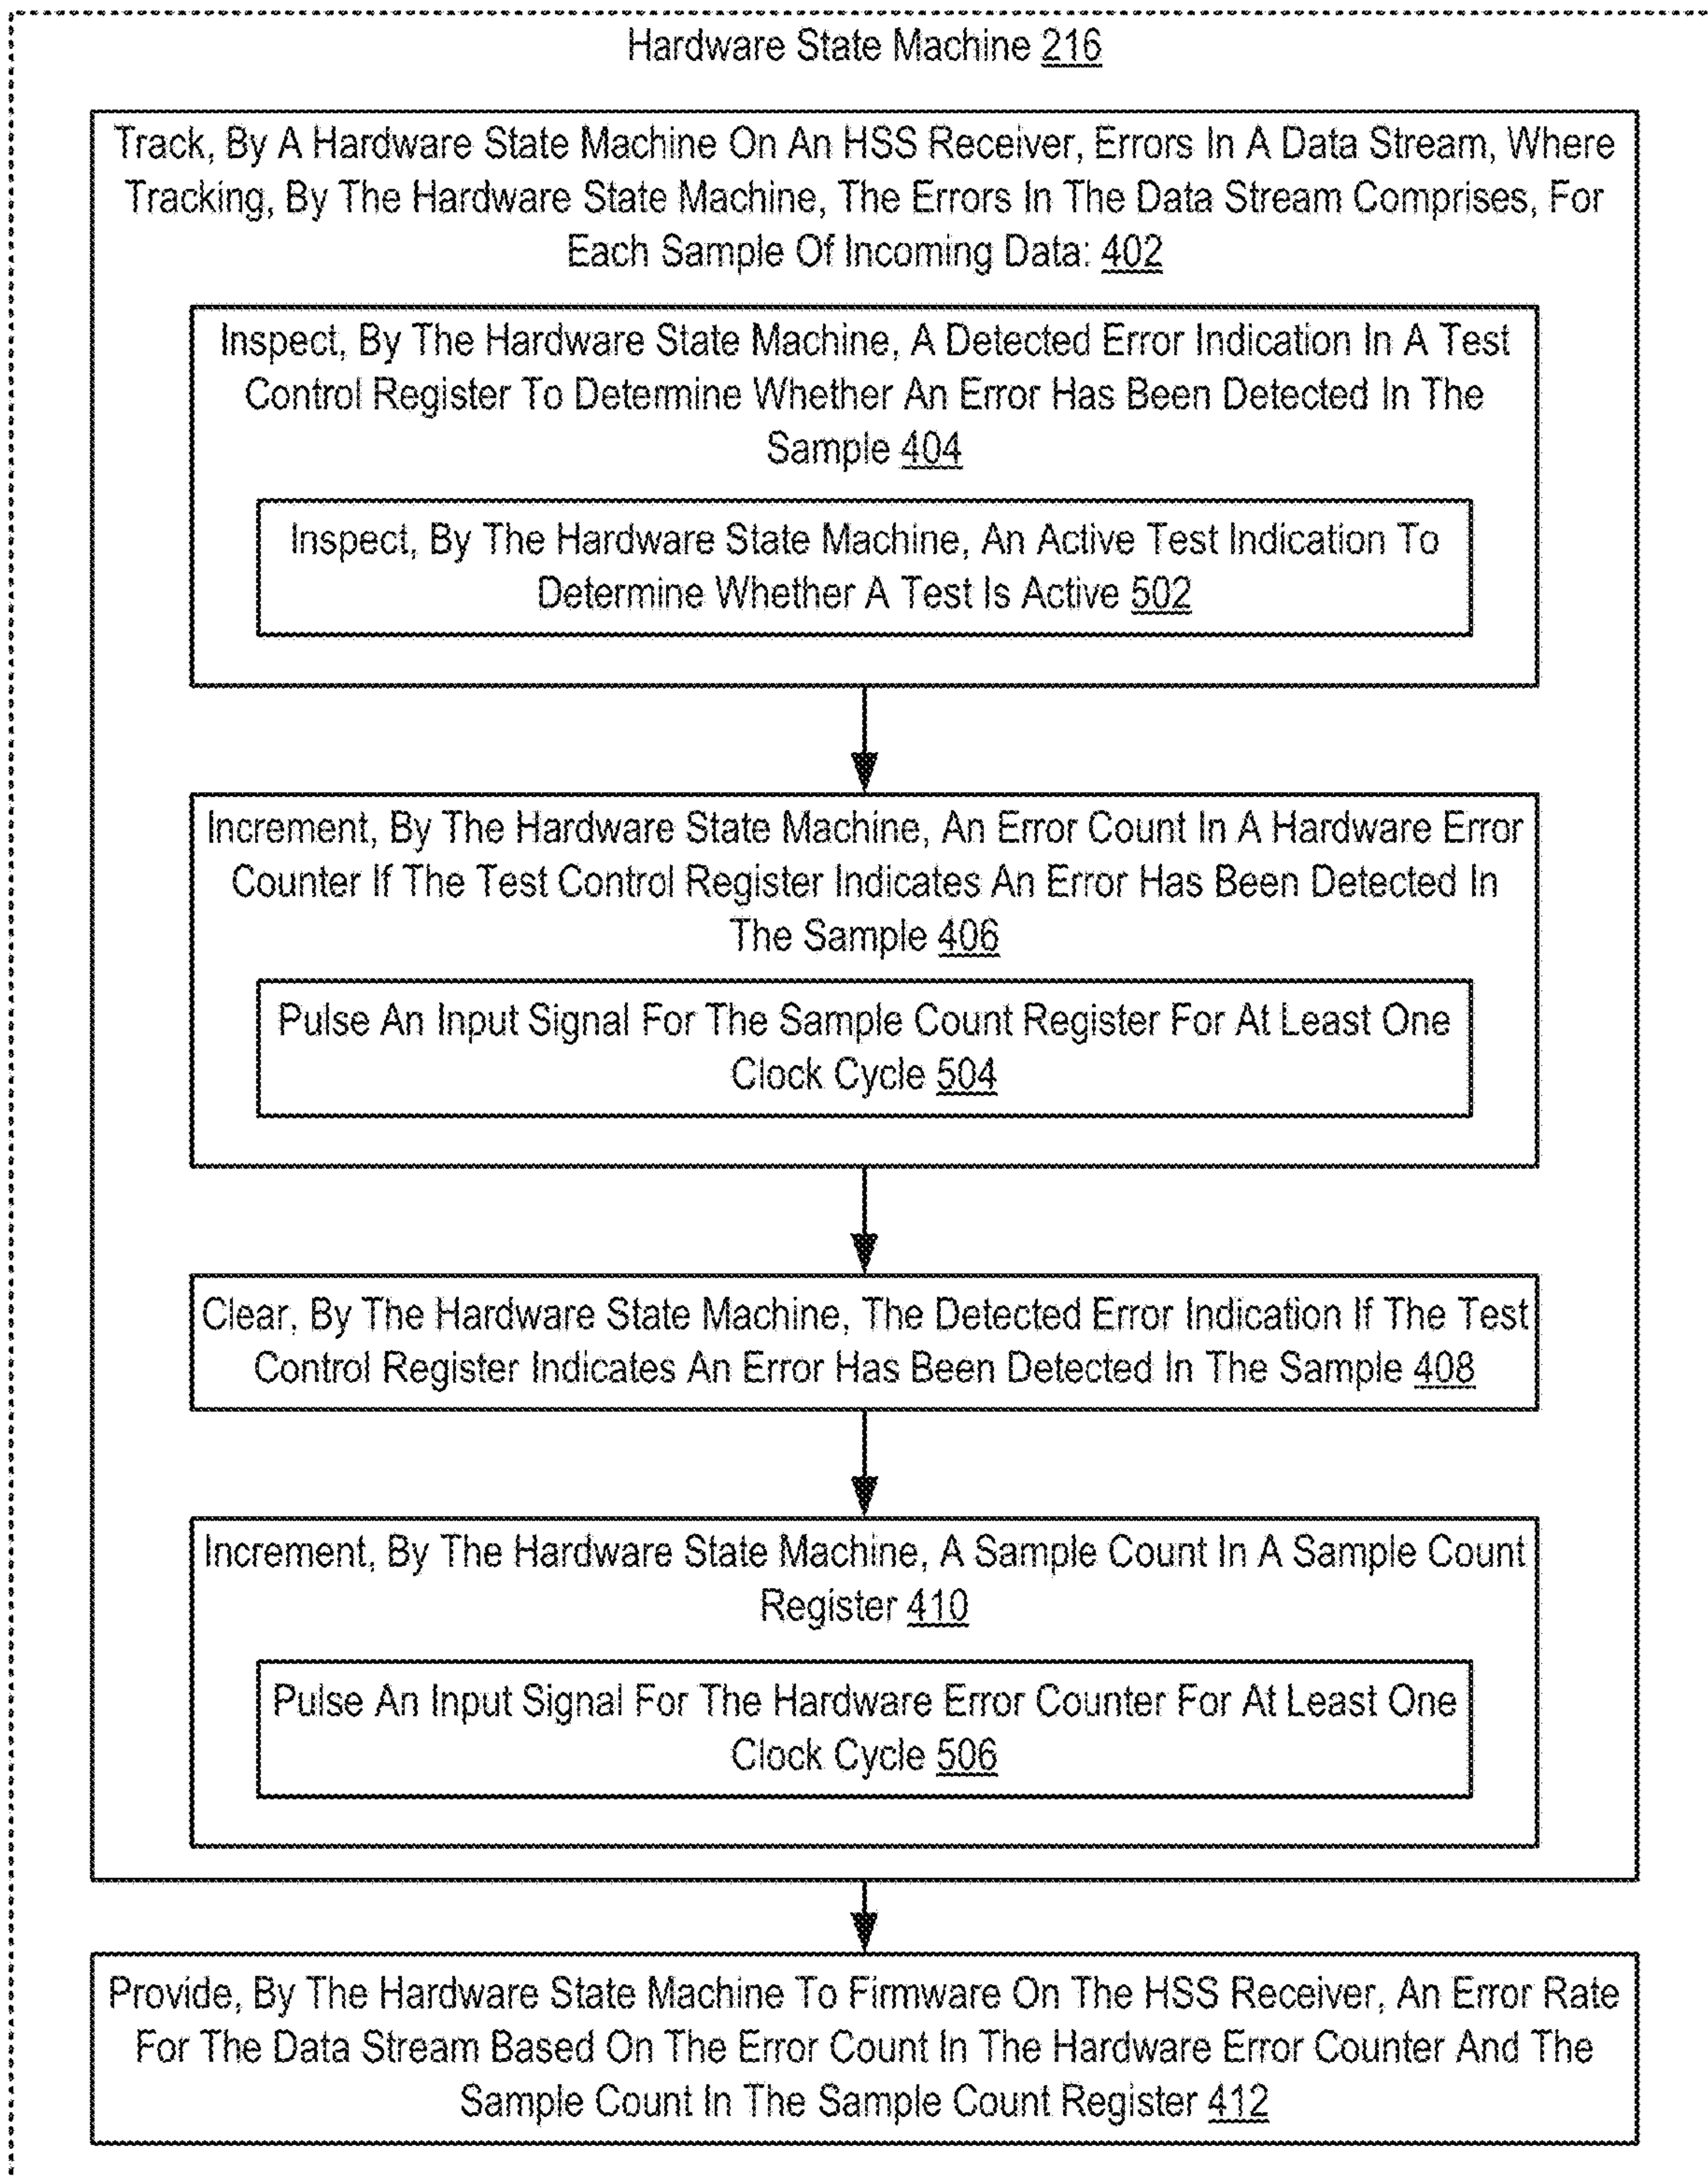 Hardware State Machine 216
Track, By A Hardware State Machine On An HSS Receiver, Errors In A Data Stream, Where
Tracking, By The Hardware State Machine, The Errors In The Data Stream Comprises, For
Each Sample Of Incoming Data: 402
Inspect, By The Hardware State Machine, A Detected Error Indication In A Test
Control Register To Determine Whether An Error Has Been Detected In The
Sample 404
Inspect, By The Hardware State Machine, An Active Test Indication To
Determine Whether A Test Is Active 502
Increment, By The Hardware State Machine, An Error Count In A Hardware Error
Counter If The Test Control Register Indicates An Error Has Been Detected In
The Sample 406
Pulse An Input Signal For The Sample Count Register For At Least One
Clock Cycle 504
Clear, By The Hardware State Machine, The Detected Error Indication If The Test
Control Register Indicates An Error Has Been Detected In The Sample 408
Increment, By The Hardware State Machine, A Sample Count In A Sample Count
Register 410
Pulse An Input Signal For The Hardware Error Counter For At Least One
Clock Cycle 506
Provide, By The Hardware State Machine To Firmware On The HSS Receiver, An Error Rate
For The Data Stream Based On The Error Count In The Hardware Error Counter And The
Sample Count In The Sample Count Register 412